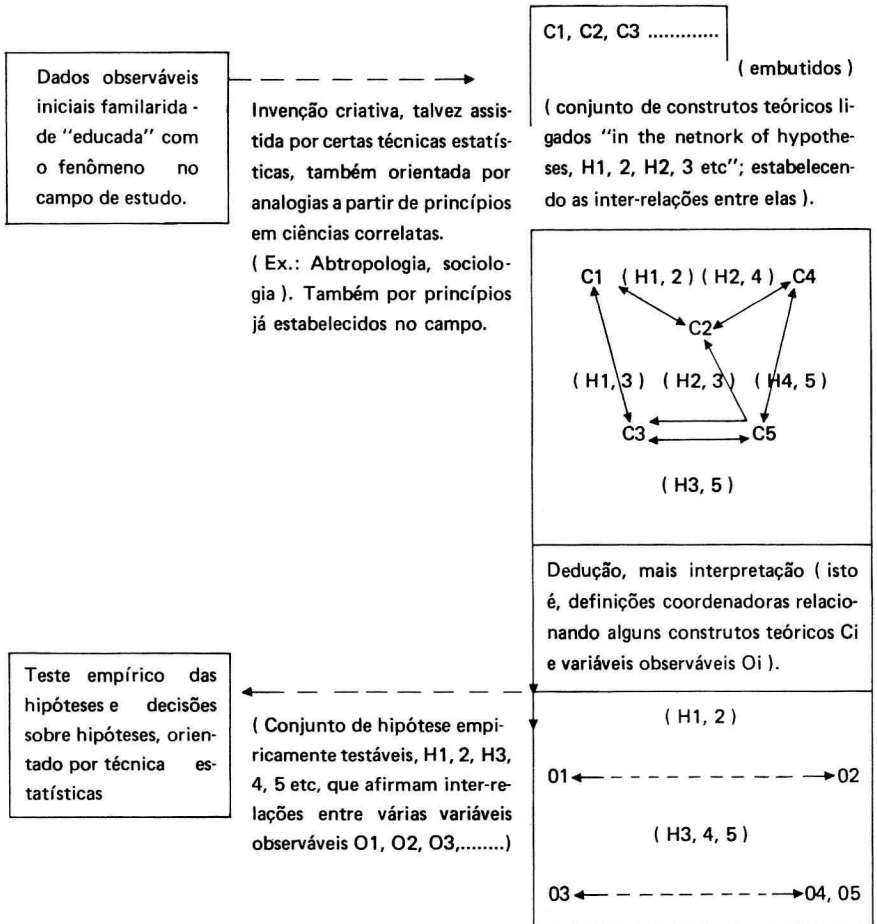 Dados observáveis
iniciais familarida -
de "educada" com
o fenômeno no
campo de estudo.
Invenção criativa, talvez assis-
tida por certas técnicas estatís-
ticas, também orientada por
analogias a partir de princípios
em ciências correlatas.
( Ex.: Abtropologia, sociolo-
gia ). Também por princípios
já estabelecidos no campo.
C1, C2, C3 .............
( embutidos )
( conjunto de construtos teóricos li-
gados "in the netnork of hypothe-
ses, H1, 2, H2, 3 etc"; estabelecen-
do as inter-relações entre elas ).
C1 ( H1, 2 ) ( H2, 4 ) C4
C2
( H1, 3 ) ( H2, 3 ) ( H4, 5 )
C3 C5
( H3, 5 )
Dedução, mais interpretação ( isto
é, definições coordenadoras relacio-
nando alguns construtos teóricos Ci
e variáveis observáveis Oi ).
Teste empírico das
hipóteses e decisões
sobre hipóteses, orien-
tado por técnica es-
tatísticas
( Conjunto de hipótese empi-
ricamente testáveis, H1, 2, H3,
4, 5 etc, que afirmam inter-re-
lações entre várias variáveis
observáveis O1, O2, O3,........)
( H1, 2 )
01 02
( H3, 4, 5 )
03 04, 05